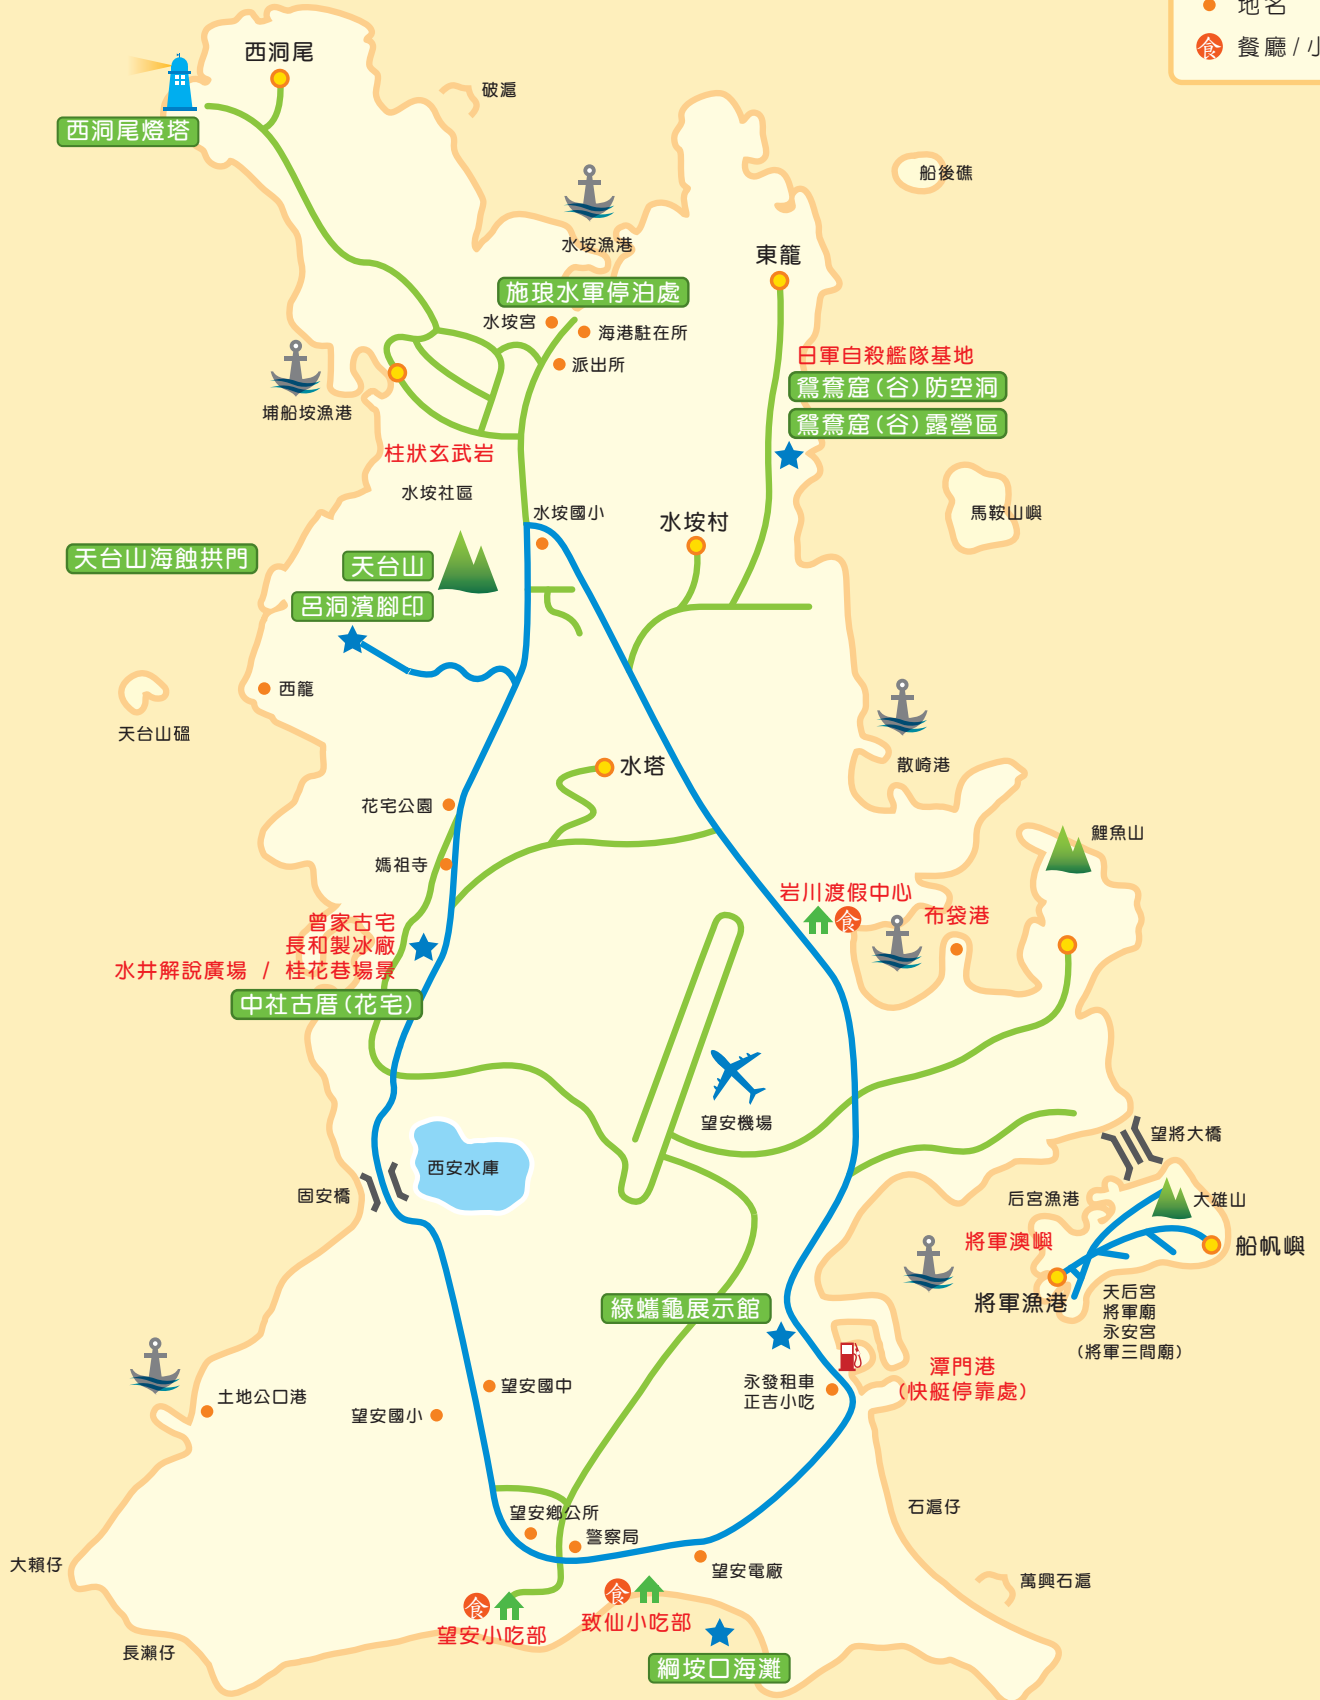 地名
餐廳/小
西洞尾
破滬
西洞尾燈塔
船後礁
水垵漁港
東籠
施琅水軍停泊處
水垵宮
海港駐在所
派出所
日軍自殺艦隊基地
鴛鴦窟(谷)防空洞
鴛鴦窟(谷)露營區
埔船垵漁港
柱狀玄武岩
水垵社區
水垵國小
水垵村
馬鞍山嶼
天台山海蝕拱門
天台山
呂洞濱腳印
西籠
天台山礵
水塔
散崎港
花宅公園
媽祖寺
鯉魚山
岩川渡假中心
食
布袋港
曾家古宅
長和製冰廠
水井解說廣場 / 桂花巷場景
中社古厝(花宅)
望安機場
望將大橋
西安水庫
固安橋
后宮漁港
大雄山
將軍澳嶼
船帆嶼
將軍漁港
天后宮
將軍廟
永安宮
(將軍三間廟)
綠蠵龜展示館
潭門港
(快艇停靠處)
永發租車
正吉小吃
望安國中
土地公口港
望安國小
石滬仔
望安鄉公所
警察局
大賴仔
望安電廠
萬興石滬
食
食
致仙小吃部
望安小吃部
長瀨仔
網垵口海灘